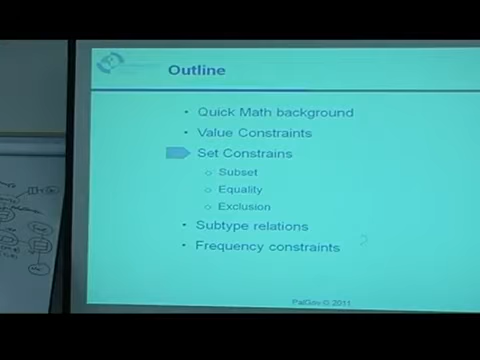 Outline
Quick Math background
Value Constraints
Set Constrains
Subset
Equality
Exclusion
Subtype relations
Frequency constraints
PalGov © 2011